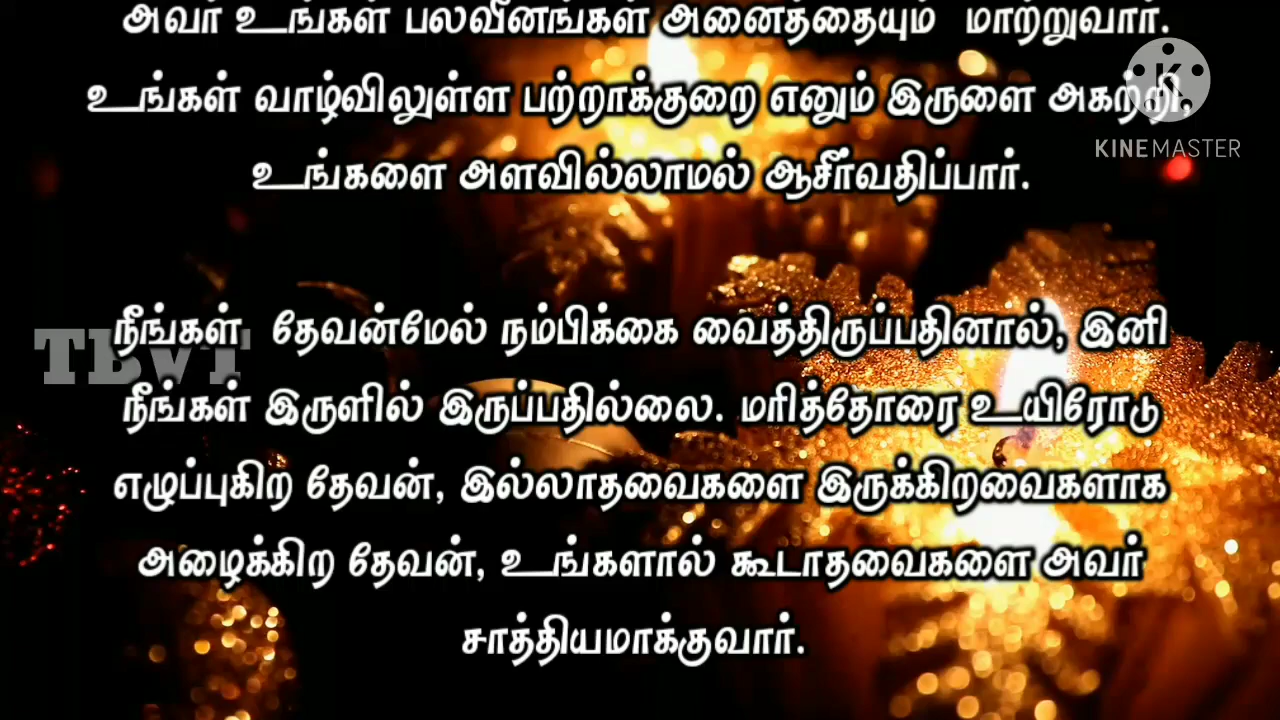 அவர் உங்கள் பலவீனங்கள் அனைத்தையும் மாற்றுவார்.
உங்கள் வாழ்விலுள்ள பற்றாக்குறை எனும் இருளை அகற்றி,
உங்களை அளவில்லாமல் ஆசீர்வதிப்பார்.
KINEMASTER
நீங்கள் தேவன்மேல் நம்பிக்கை வைத்திருப்பதினால், இனி
TBVT
நீங்கள் இருளில் இருப்பதில்லை. மரித்தோரை உயிரோடு
எழுப்புகிற தேவன், இல்லாதவைகளை இருக்கிறவைகளாக
அழைக்கிற தேவன், உங்களால் கூடாதவைகளை அவர்
சாத்தியமாக்குவார்.